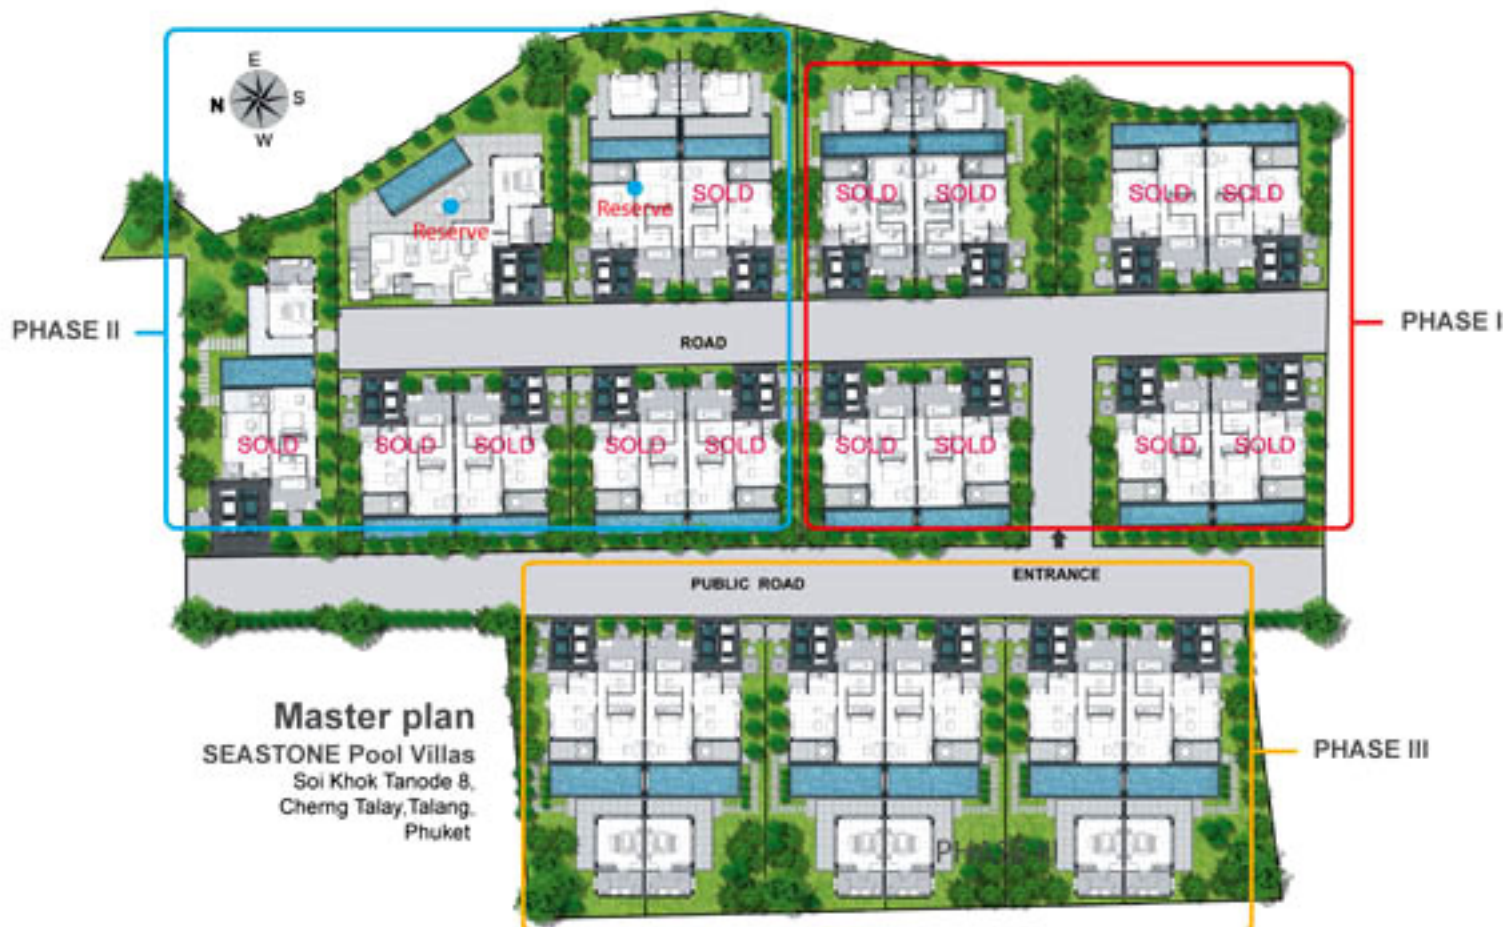 E
N
S
W
SOLD
SOLD
SOLD
SOLD
SOLD
Reserve
Reserve
PHASE II
PHASE I
ROAD
SOLD
SOLD
SOLD
SOLD
SOLD
SOLD
SOLD
SOLD
SOLD
ENTRANCE
PUBLIC ROAD
Master plan
SEASTONE Pool Villas
Soi Khok Tanode 8,
Cherng Talay,Talang,
Phuket
PHASE III